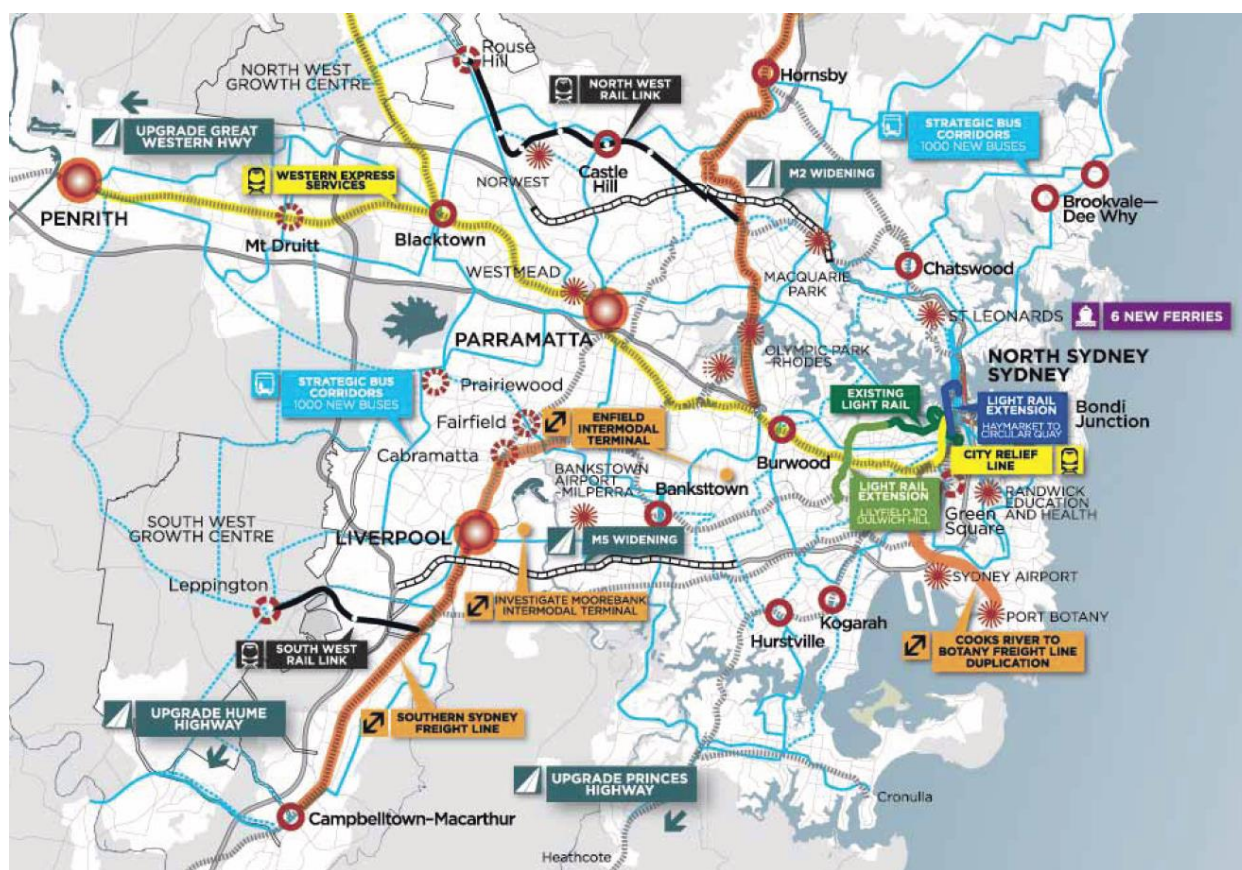 Rouse
Hill
NORTH WEST
GROWTH CENTRE
NORTH WEST
RAIL LINK
Hornsby
UPGRADE GREAT
WESTERN HWY
STRATEGIC BUS
CORRIDORS
1000 NEW BUSES
WESTERN EXPRESS
SERVICES
NORWEST
Castle
Hill
M2 WIDENING
PENRITH
Mt Druitt
Blacktown
Brookvale—
Dee Why
WESTMEAD
MACQUARIE
PARK
Chatswood
PARRAMATTA
ST LEONARDS
6 NEW FERRIES
OLYMPIC PARK
-RHODES
NORTH SYDNEY
SYDNEY
STRATEGIC BUS
CORRIDORS
1000 NEW BUSES
Prairiewood
EXISTING
LIGHT RAIL
LIGHT RAIL
EXTENSION
HAYMARKET TO
CIRCULAR QUAY
Bondi
Junction
Fairfield
ENFIELD
INTERMODAL
TERMINAL
Cabramatta
Burwood
CITY RELIEF
LINE
BANKSTOWN
AIRPORT
-MILPERRA
Banksttown
LIGHT RAIL
EXTENSION
LILYFIELD TO
DULWICH HILL
RANDWICK
EDUCATION
AND HEALTH
Green
Square
SOUTH WEST
GROWTH CENTRE
LIVERPOOL
M5 WIDENING
Leppington
INVESTIGATE MOOREBANK
INTERMODAL TERMINAL
SYDNEY AIRPORT
PORT BOTANY
Kogarah
Hurstville
SOUTH WEST
RAIL LINK
COOKS RIVER TO
BOTANY FREIGHT LINE
DUPLICATION
UPGRADE HUME
HIGHWAY
SOUTHERN SYDNEY
FREIGHT LINE
UPGRADE PRINCES
HIGHWAY
Cronulla
Campbelltown-Macarthur
Heathcote